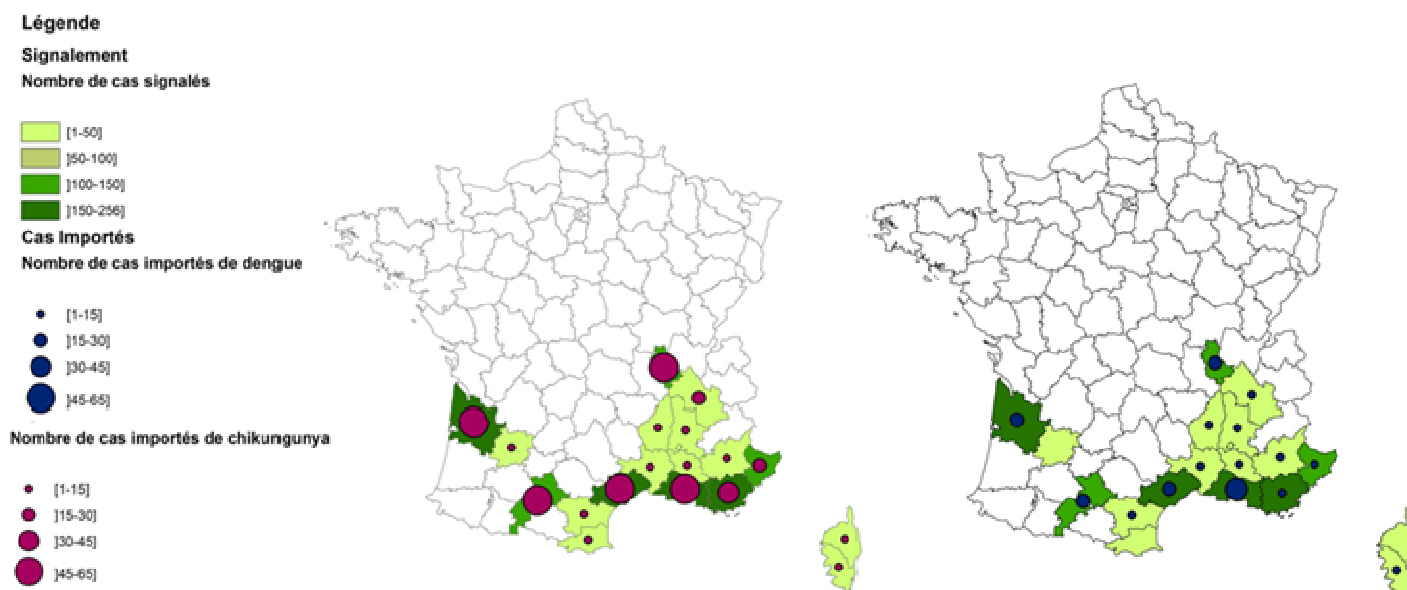 Légende
Signalement
Nombre de cas signalés
[1-50]
]50-100]
]100-150]
]150-256]
Cas Importés
Nombre de cas importés de dengue
[1-15]
]15-30]
]30-45]
]45-65]
Nombre de cas importés de chikungunya
[1-15]
]15-30]
]30-45]
]45-65]